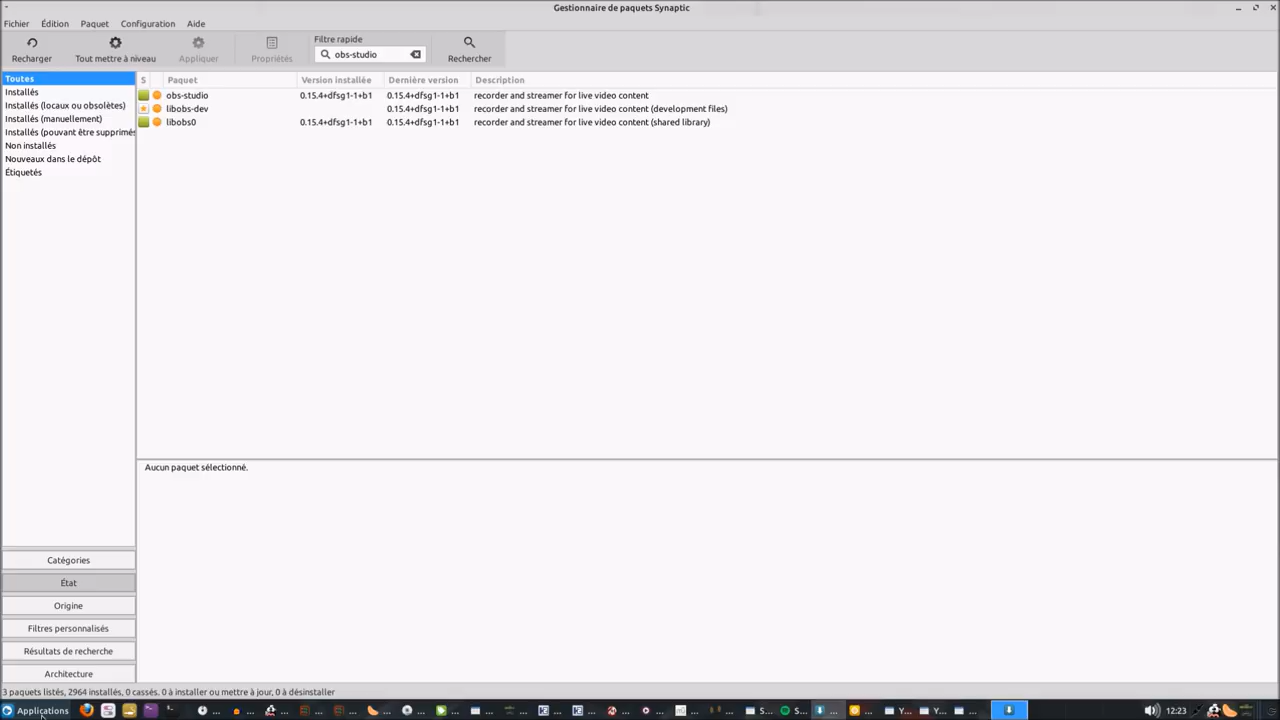 Gestionnaire de paquets Synaptic
Fichier Édition Paquet Configuration Aide
Recharger Tout mettre à niveau Appliquer Propriétés Filtre rapide obs-studio Rechercher
Toutes
Installés
Installés (locaux ou obsolètes)
Installés (manuellement)
Installés (pouvant être supprimés
Non installés
Nouveaux dans le dépôt
Étiquetés
S Paquet Version installée Dernière version Description
obs-studio 0.15.4+dfsg1-1+b1 0.15.4+dfsg1-1+b1 recorder and streamer for live video content
libobs-dev 0.15.4+dfsg1-1+b1 recorder and streamer for live video content (development files)
libobs0 0.15.4+dfsg1-1+b1 0.15.4+dfsg1-1+b1 recorder and streamer for live video content (shared library)
Aucun paquet sélectionné.
Catégories
État
Origine
Filtres personnalisés
Résultats de recherche
Architecture
3 paquets listés, 2964 installés, 0 cassés. 0 à installer ou mettre à jour, 0 à désinstaller
Applications ... ... ... ... ... ... ... ... ... ... ... ... ... ... ... ... S... S... ... ... Y... Y... ... 12:23